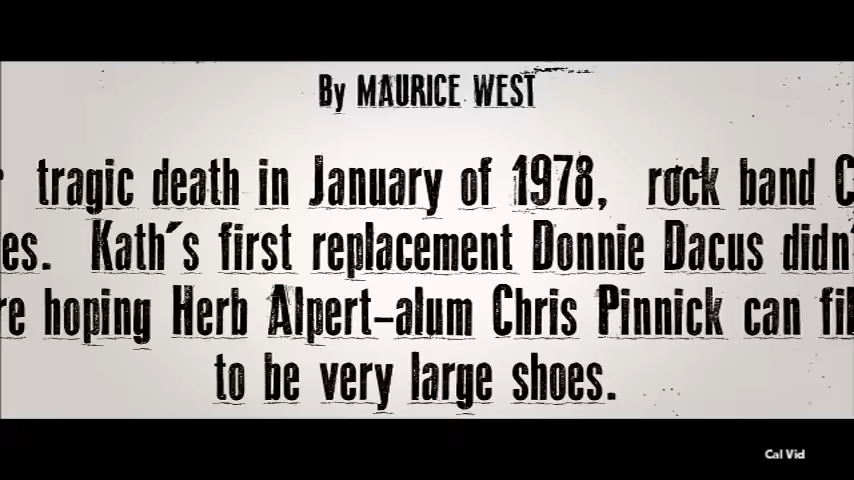 By MAURICE WEST
tragic death in January of 1978, rock band C
es. Kath's first replacement Donnie Dacus didn'
re hoping Herb Alpert-alum Chris Pinnick can fil
to be very large shoes.
Cal Vid